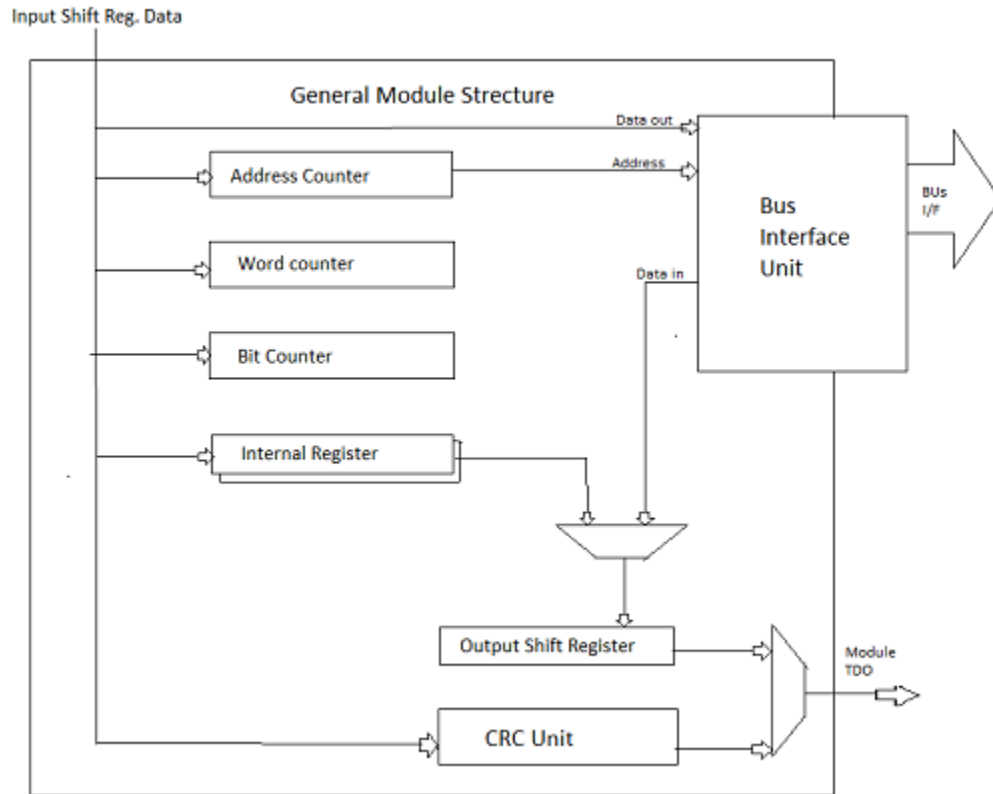 Input Shift Reg. Data
General Module Strecture
Data out
Address Counter
Address
Bus
Interface
Unit
BUs
I/F
Word counter
Data in
Bit Counter
Internal Register
Output Shift Register
Module
TDO
CRC Unit